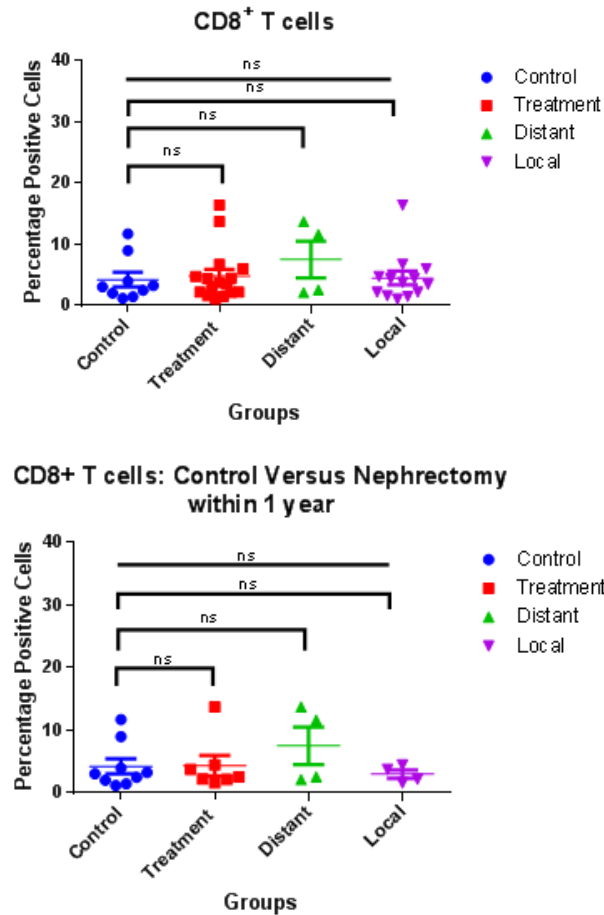 CD8+ T cells
40
30
20
10
0
Percentage Positive Cells
ns
ns
ns
ns
Control
Treatment
Distant
Local
Groups
Control
Treatment
Distant
Local
CD8+ T cells: Control Versus Nephrectomy
within 1 year
40
30
20
10
0
Percentage Positive Cells
ns
ns
ns
ns
Control
Treatment
Distant
Local
Groups
Control
Treatment
Distant
Local